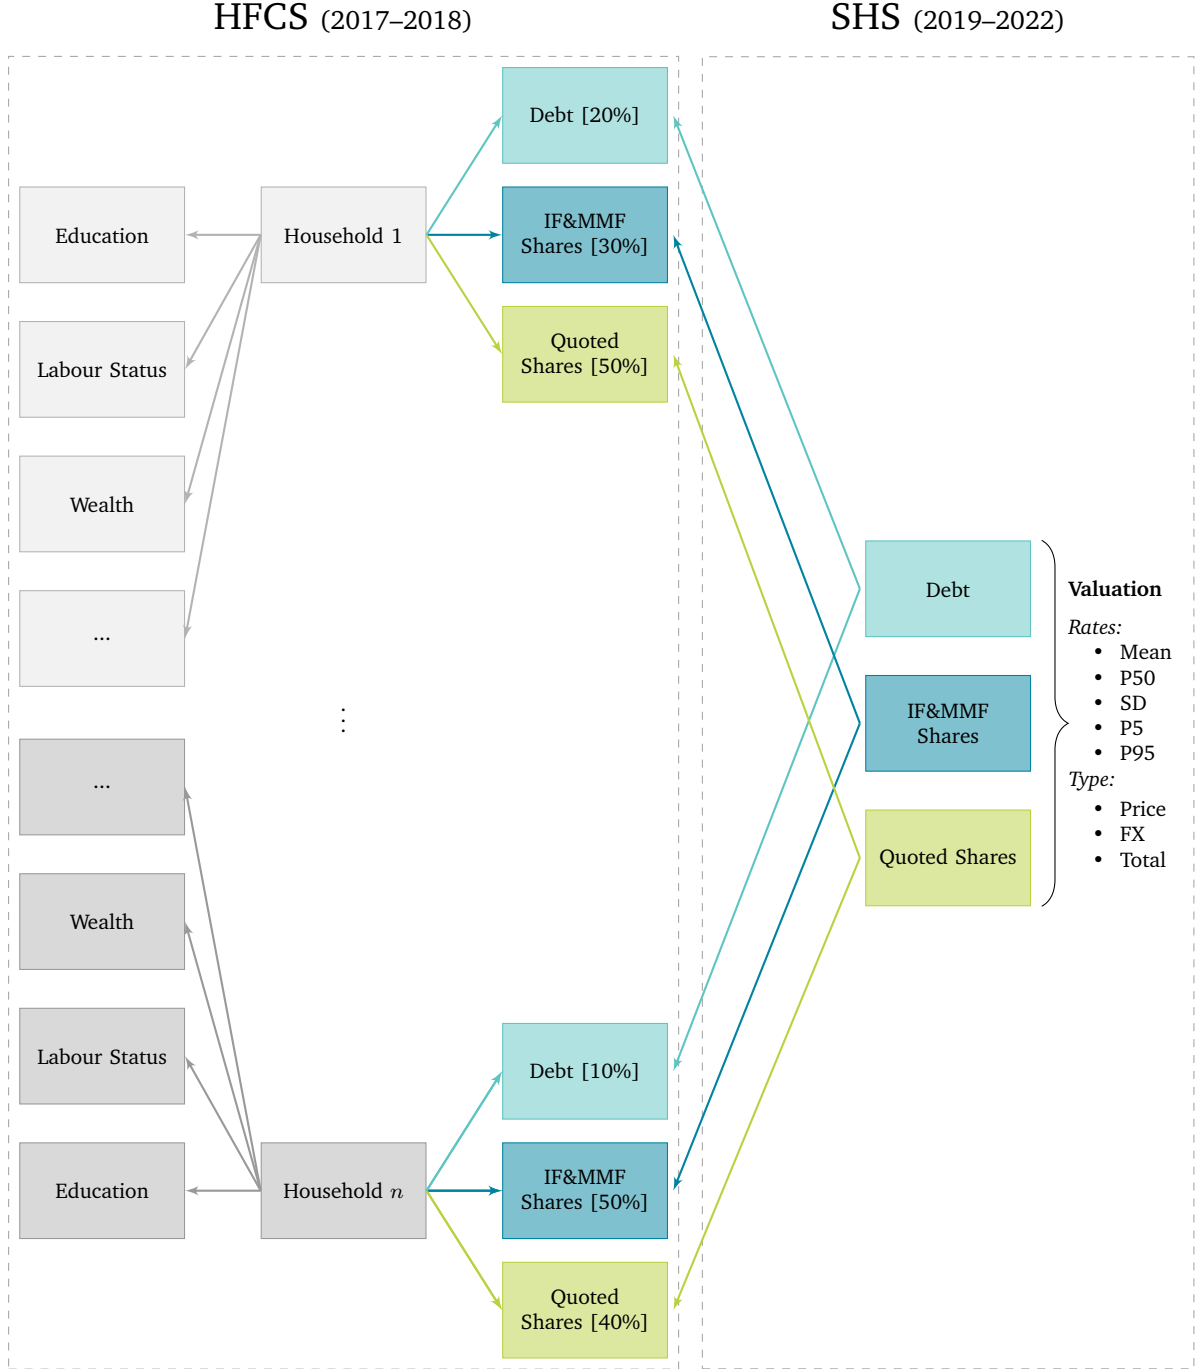 HFCS (2017–2018)
SHS (2019–2022)
Debt [20%]
Education
Household 1
IF&MMF
Shares [30%]
Labour Status
Quoted
Shares [50%]
Wealth
...
⋮
...
Wealth
Labour Status
Debt [10%]
Education
Household n
IF&MMF
Shares [50%]
Quoted
Shares [40%]
Debt
IF&MMF
Shares
Quoted Shares
Valuation
Rates:
• Mean
• P50
• SD
• P5
• P95
Type:
• Price
• FX
• Total